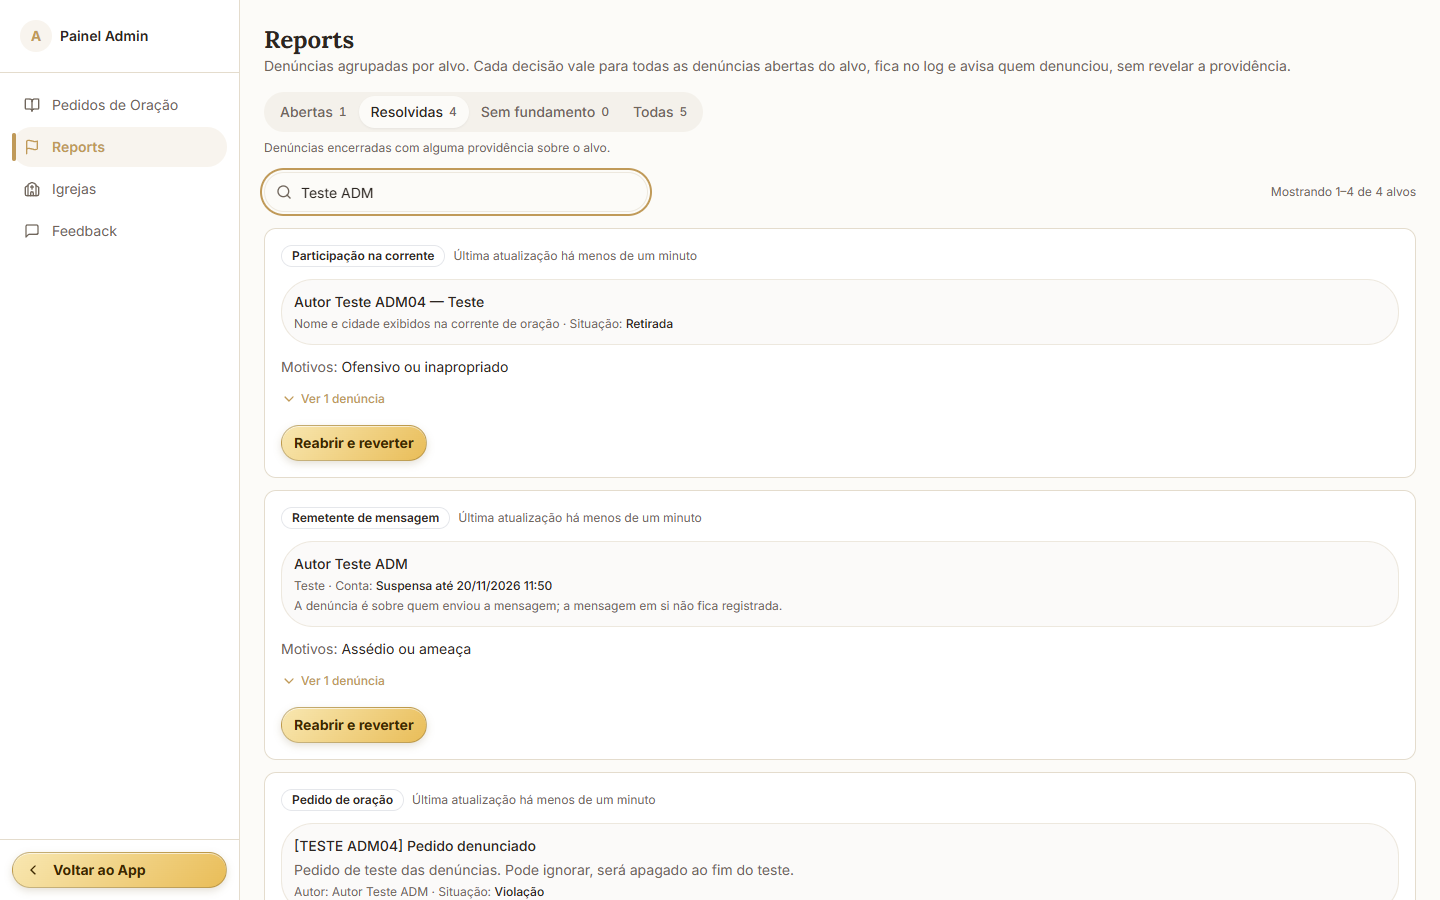 A Painel Admin
Pedidos de Oração
Reports
Igrejas
Feedback
Voltar ao App
Reports
Denúncias agrupadas por alvo. Cada decisão vale para todas as denúncias abertas do alvo, fica no log e avisa quem denunciou, sem revelar a providência.
Abertas 1 Resolvidas 4 Sem fundamento 0 Todas 5
Denúncias encerradas com alguma providência sobre o alvo.
Teste ADM
Mostrando 1–4 de 4 alvos
Participação na corrente Última atualização há menos de um minuto
Autor Teste ADM04 — Teste
Nome e cidade exibidos na corrente de oração · Situação: Retirada
Motivos: Ofensivo ou inapropriado
Ver 1 denúncia
Reabrir e reverter
Remetente de mensagem Última atualização há menos de um minuto
Autor Teste ADM
Teste · Conta: Suspensa até 20/11/2026 11:50
A denúncia é sobre quem enviou a mensagem; a mensagem em si não fica registrada.
Motivos: Assédio ou ameaça
Ver 1 denúncia
Reabrir e reverter
Pedido de oração Última atualização há menos de um minuto
[TESTE ADM04] Pedido denunciado
Pedido de teste das denúncias. Pode ignorar, será apagado ao fim do teste.
Autor: Autor Teste ADM · Situação: Violação